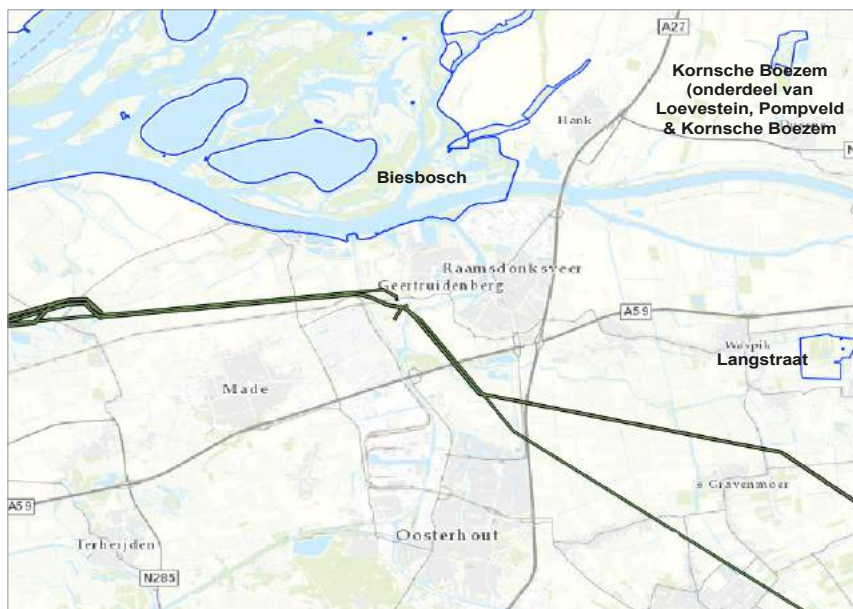 A27
Kornsche Boezem
(onderdeel van
Loevestein, Pompveld
& Kornsche Boezem
Hank
N
Biesbosch
Raamsdonksveer
Geertruidenberg
A59
Waspik
Langstraat
Made
's Gravenmoer
A59
Oosterhout
Terheijden
N285